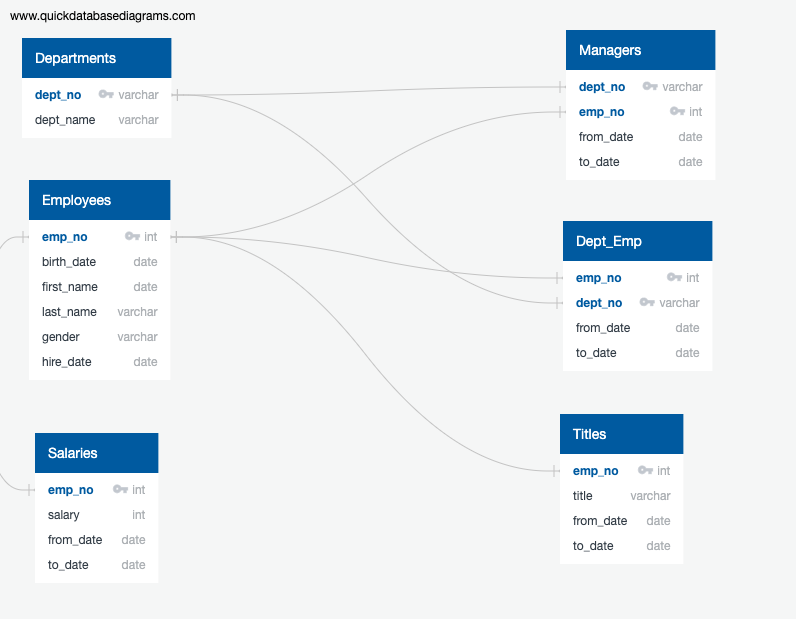 www.quickdatabasediagrams.com
Departments
dept_no varchar
dept_name varchar
Employees
emp_no int
birth_date date
first_name date
last_name varchar
gender varchar
hire_date date
Salaries
emp_no int
salary int
from_date date
to_date date
Managers
dept_no varchar
emp_no int
from_date date
to_date date
Dept_Emp
emp_no int
dept_no varchar
from_date date
to_date date
Titles
emp_no int
title varchar
from_date date
to_date date